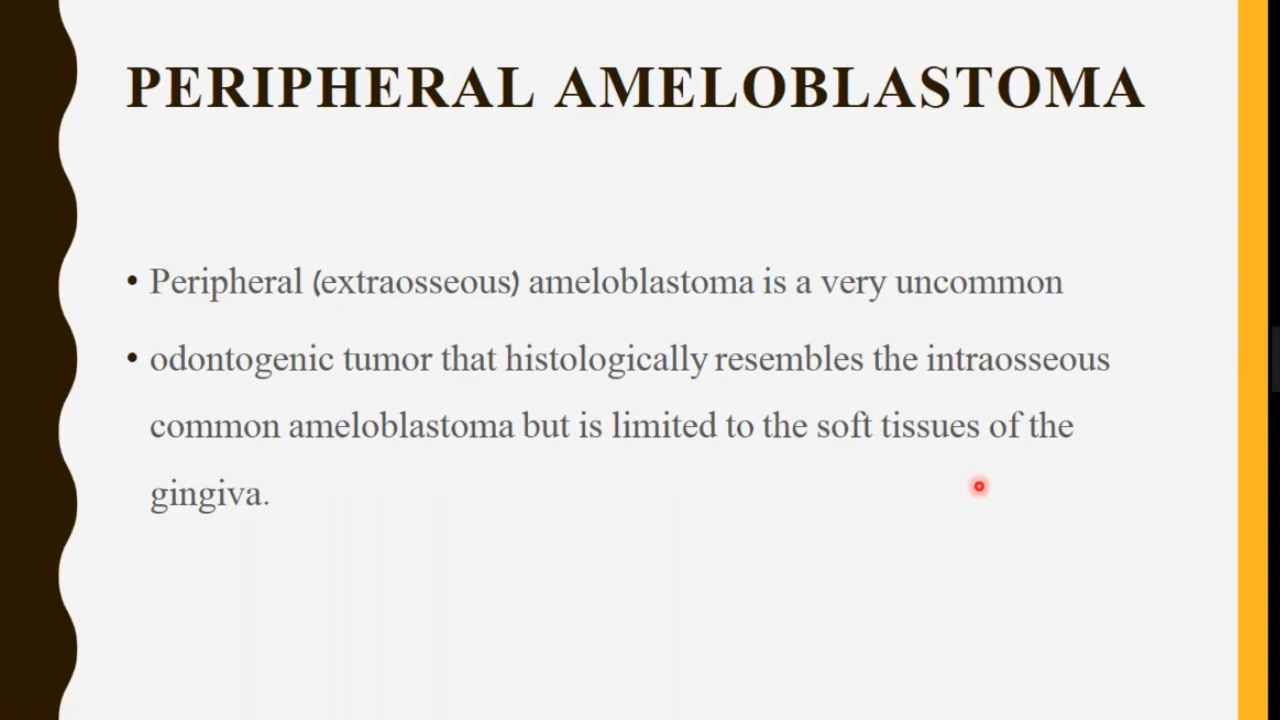 PERIPHERAL AMELOBLASTOMA
• Peripheral (extraosseous) ameloblastoma is a very uncommon
• odontogenic tumor that histologically resembles the intraosseous
common ameloblastoma but is limited to the soft tissues of the
gingiva.